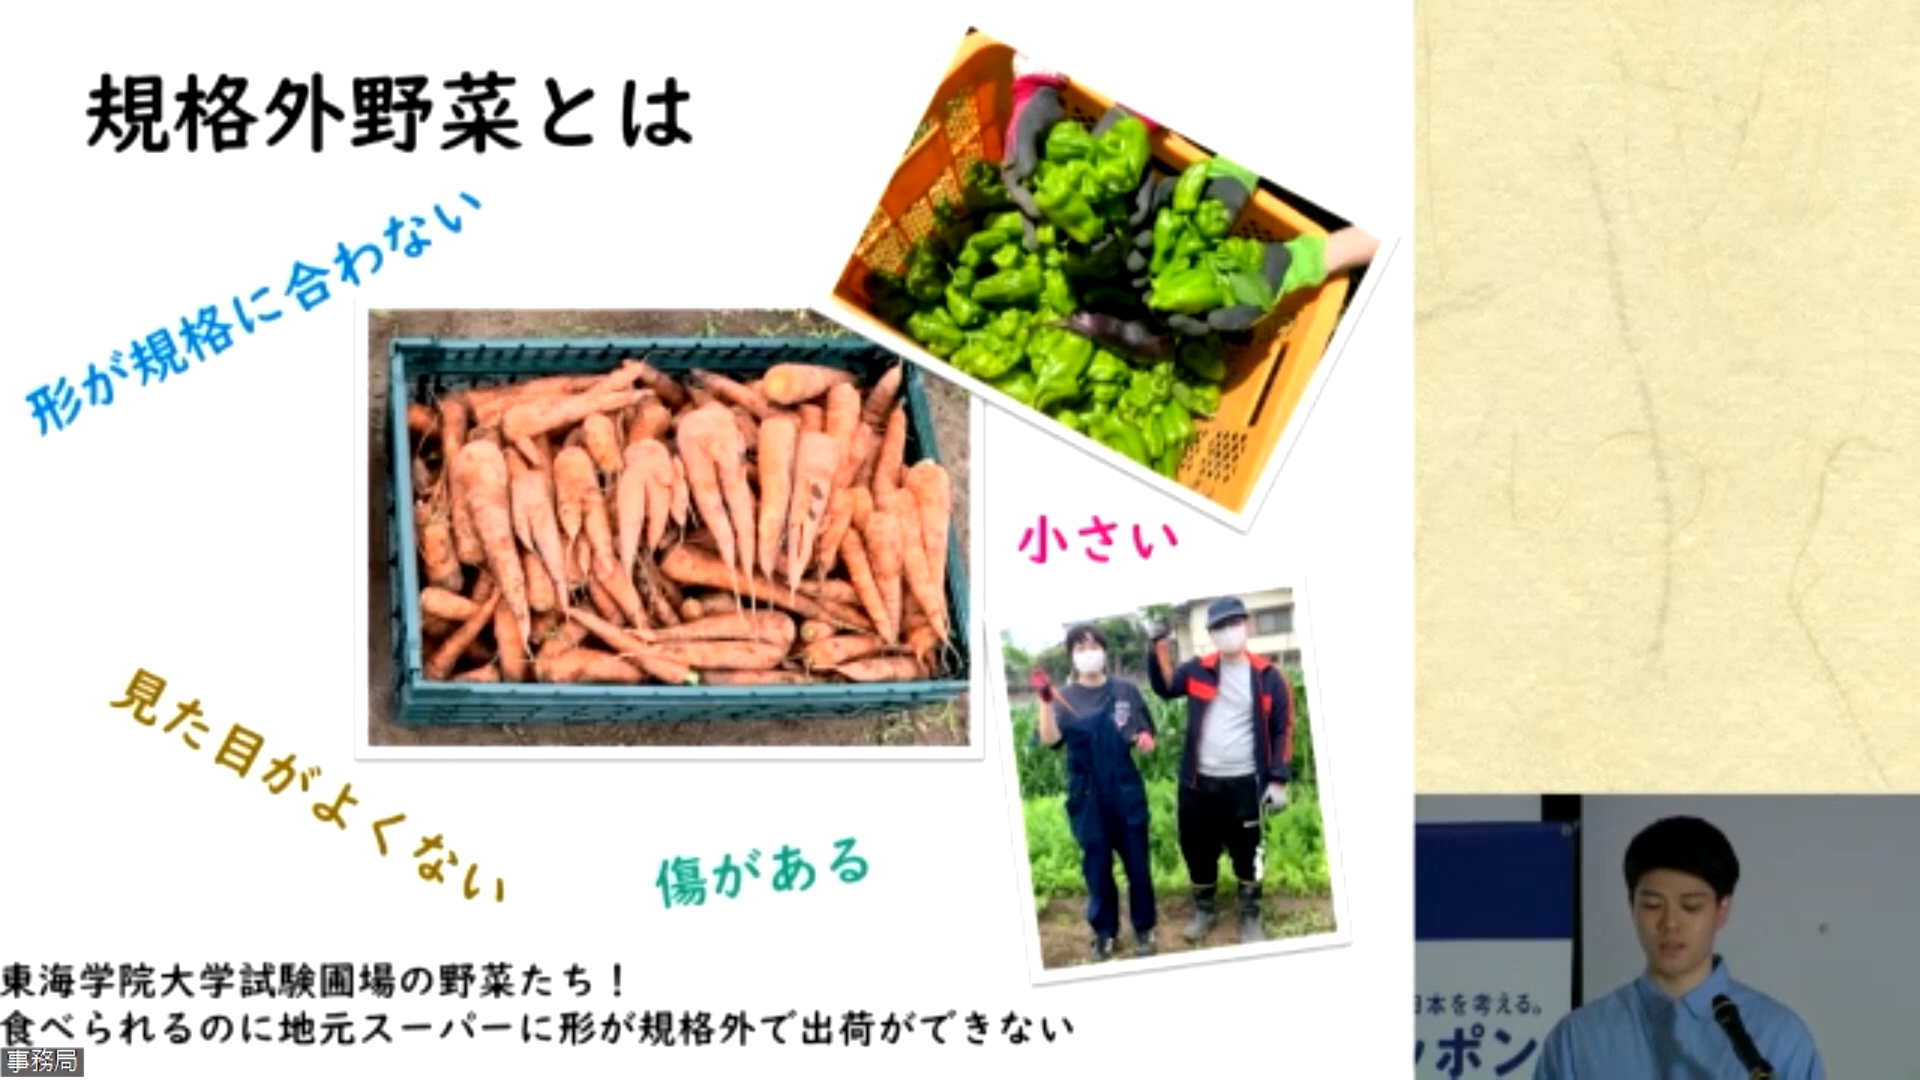 規格外野菜とは
形が規格に合わない
小さい
見た目がよくない
傷がある
東海学院大学試験圃場の野菜たち！
食べられるのに地元スーパーに形が規格外で出荷ができない
事務局
日本を考える。
ッポン